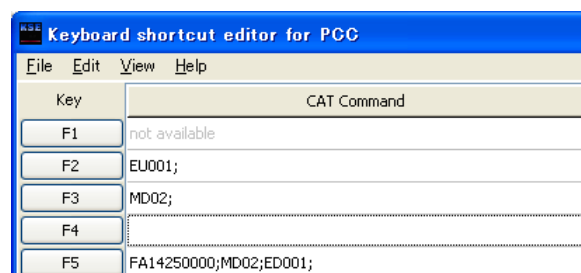 KSE Keyboard shortcut editor for PCC
File Edit View Help
Key CAT Command
F1 not available
F2 EU001;
F3 MD02;
F4
F5 FA14250000;MD02;ED001;